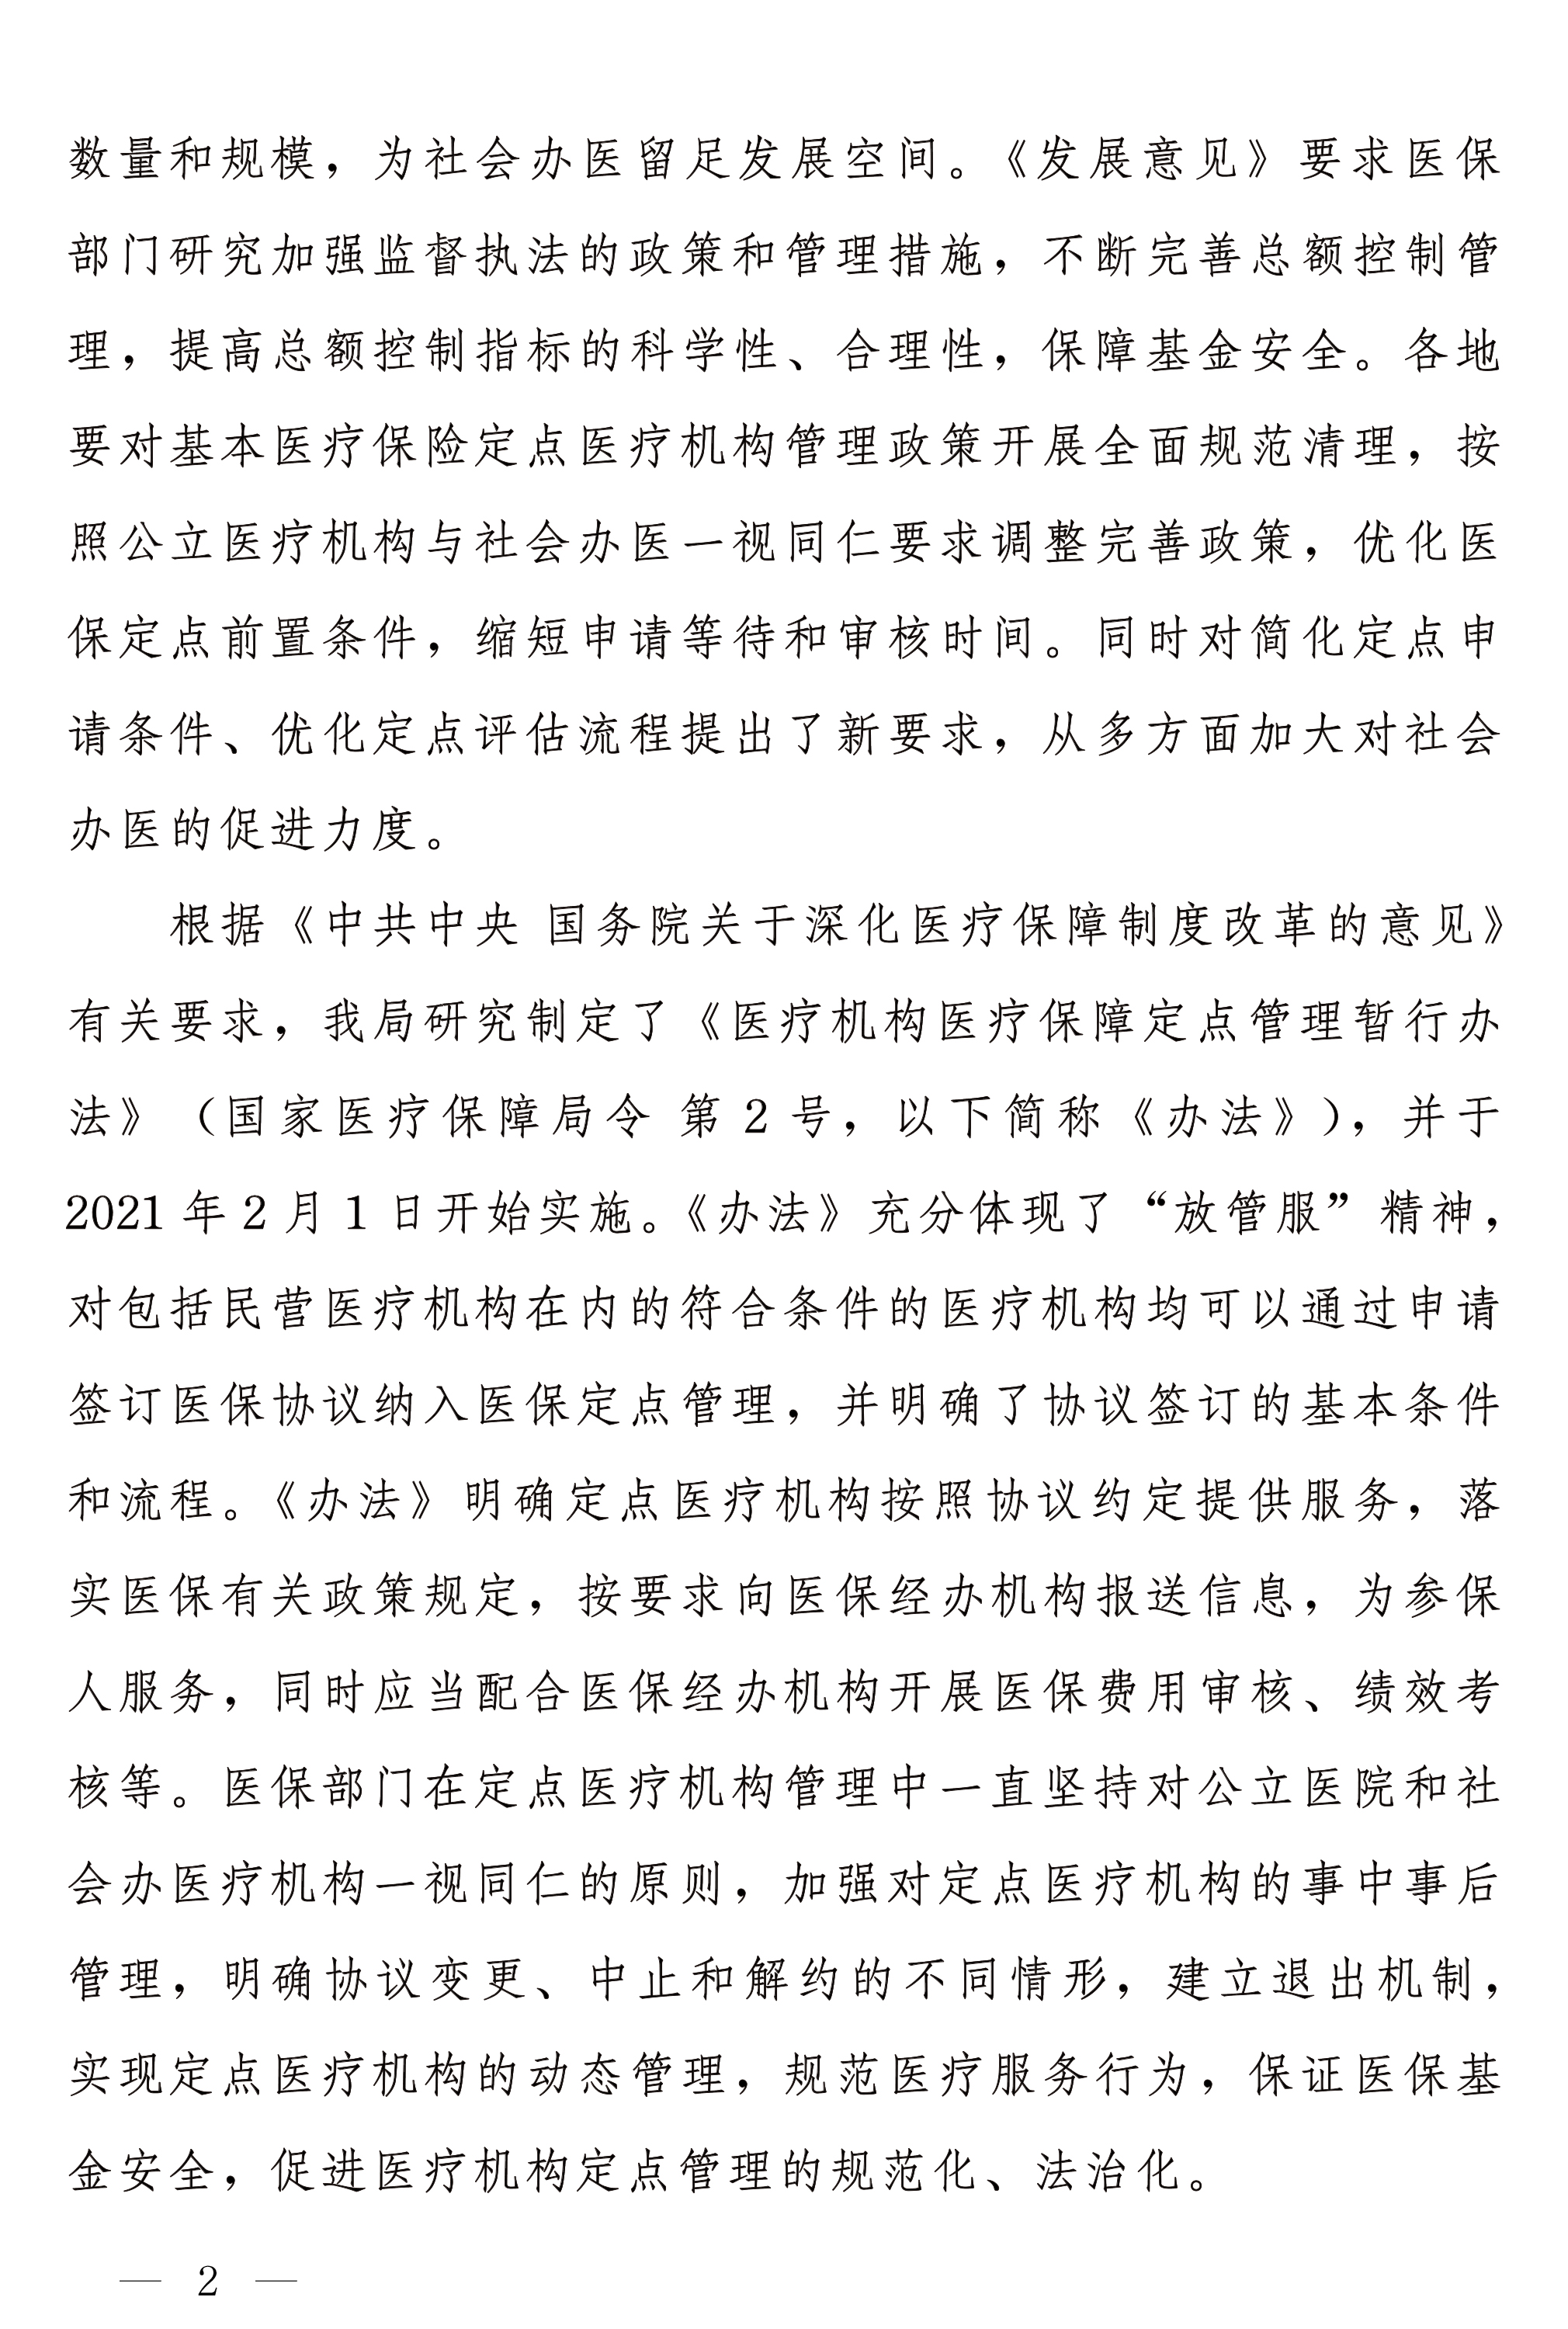 数量和规模，为社会办医留足发展空间。《发展意见》要求医保
部门研究加强监督执法的政策和管理措施，不断完善总额控制管
理，提高总额控制指标的科学性、合理性，保障基金安全。各地
要对基本医疗保险定点医疗机构管理政策开展全面规范清理，按
照公立医疗机构与社会办医一视同仁要求调整完善政策，优化医
保定点前置条件，缩短申请等待和审核时间。同时对简化定点申
请条件、优化定点评估流程提出了新要求，从多方面加大对社会
办医的促进力度。
根据《中共中央 国务院关于深化医疗保障制度改革的意见》
有关要求，我局研究制定了《医疗机构医疗保障定点管理暂行办
法》（国家医疗保障局令 第 2 号，以下简称《办法》），并于
2021 年 2 月 1 日开始实施。《办法》充分体现了“放管服”精神，
对包括民营医疗机构在内的符合条件的医疗机构均可以通过申请
签订医保协议纳入医保定点管理，并明确了协议签订的基本条件
和流程。《办法》明确定点医疗机构按照协议约定提供服务，落
实医保有关政策规定，按要求向医保经办机构报送信息，为参保
人服务，同时应当配合医保经办机构开展医保费用审核、绩效考
核等。医保部门在定点医疗机构管理中一直坚持对公立医院和社
会办医疗机构一视同仁的原则，加强对定点医疗机构的事中事后
管理，明确协议变更、中止和解约的不同情形，建立退出机制，
实现定点医疗机构的动态管理，规范医疗服务行为，保证医保基
金安全，促进医疗机构定点管理的规范化、法治化。
— 2 —